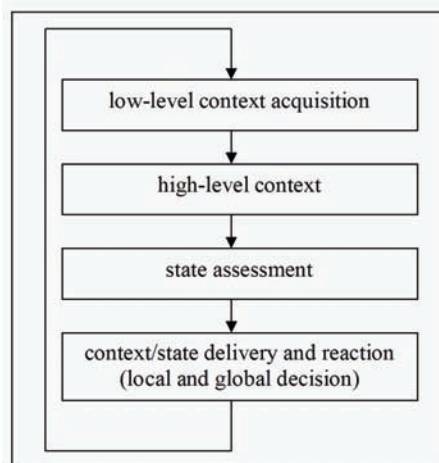 low-level context acquisition
high-level context
state assessment
context/state delivery and reaction
(local and global decision)